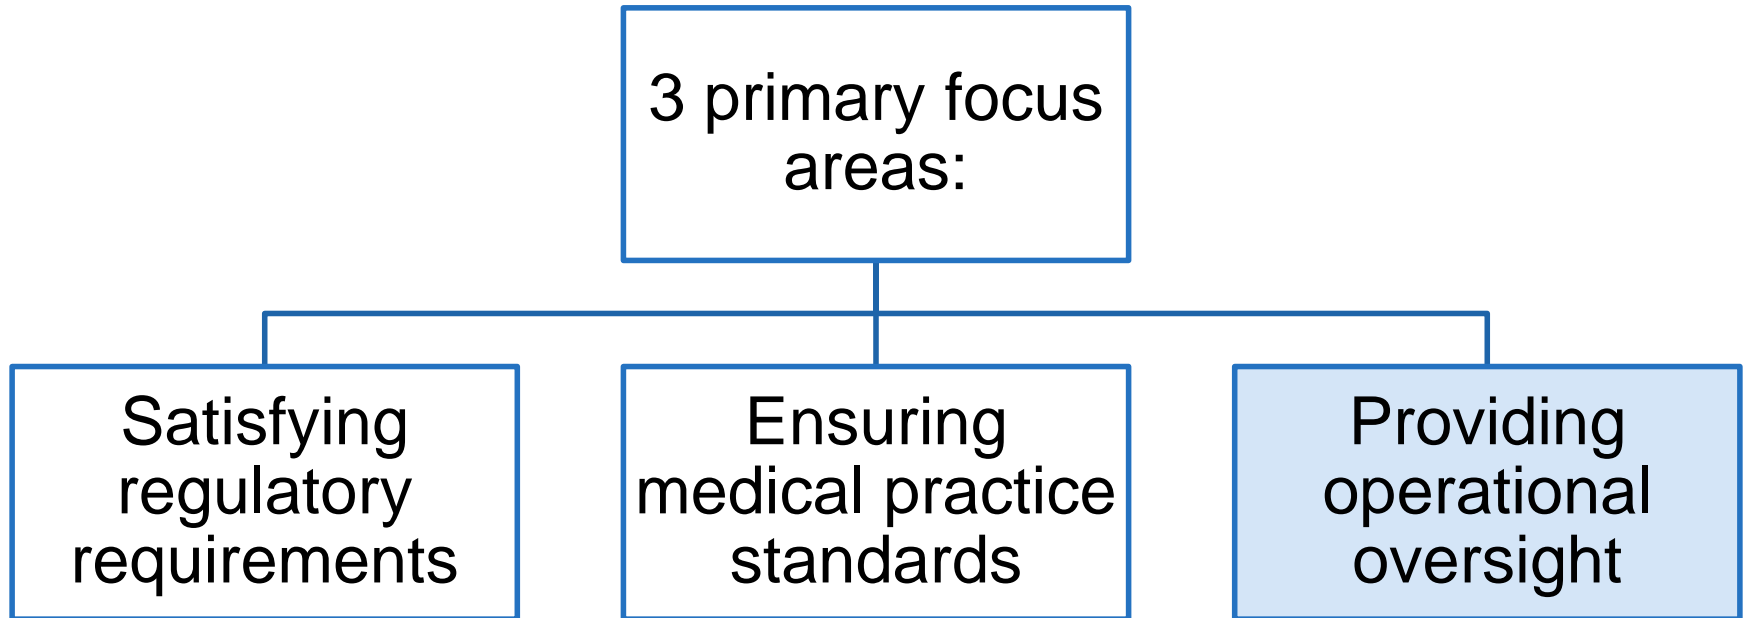 3 primary focus
areas:
Satisfying
regulatory
requirements
Ensuring
medical practice
standards
Providing
operational
oversight